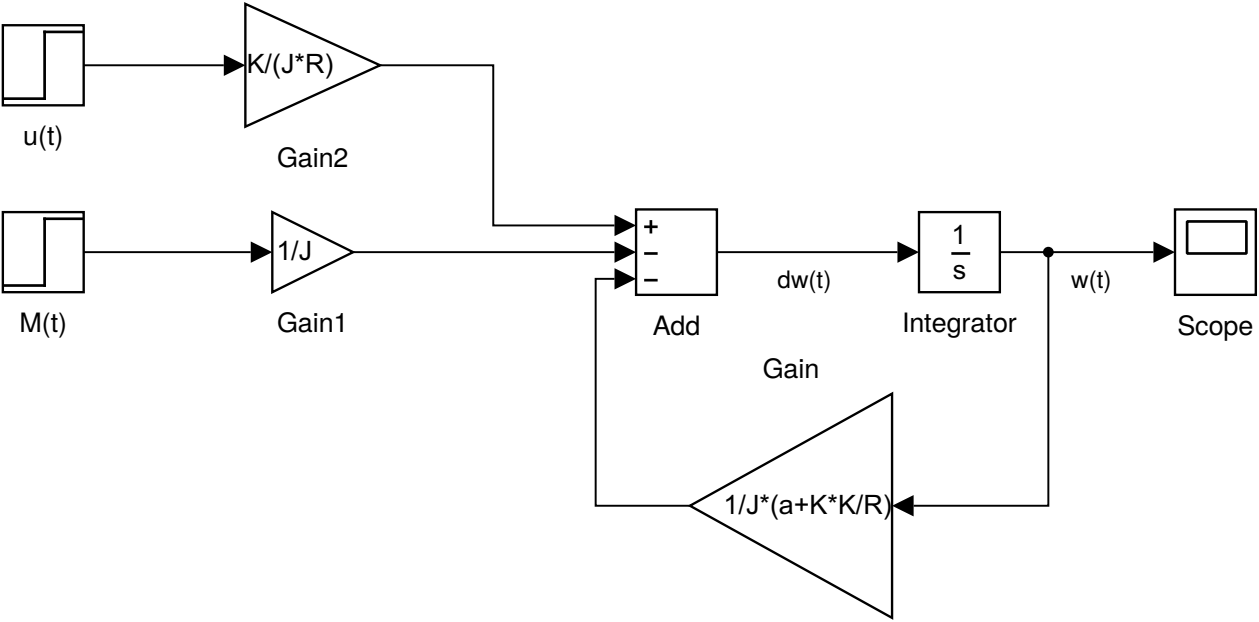 K/(J*R)
u(t)
Gain2
1/J
+
−
−
1
s
dw(t)
w(t)
M(t)
Gain1
Add
Integrator
Scope
Gain
1/J*(a+K*K/R)